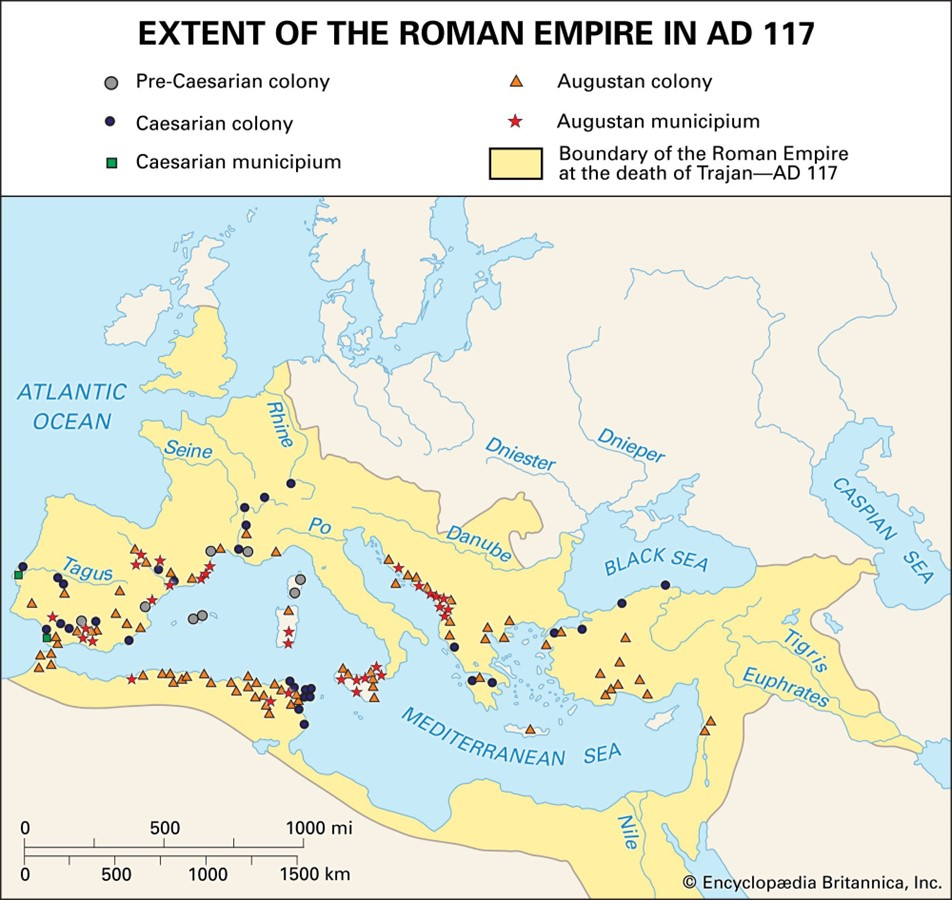 EXTENT OF THE ROMAN EMPIRE IN AD 117
Pre-Caesarian colony
Caesarian colony
Caesarian municipium
Augustan colony
Augustan municipium
Boundary of the Roman Empire
at the death of Trajan—AD 117
ATLANTIC
OCEAN
Rhine
Seine
Dniester
Dnieper
CASPIAN SEA
Po
Danube
BLACK SEA
Tagus
Tigris
Euphrates
MEDITERRANEAN SEA
Nile
0 500 1000 mi
0 500 1000 1500 km
© Encyclopædia Britannica, Inc.